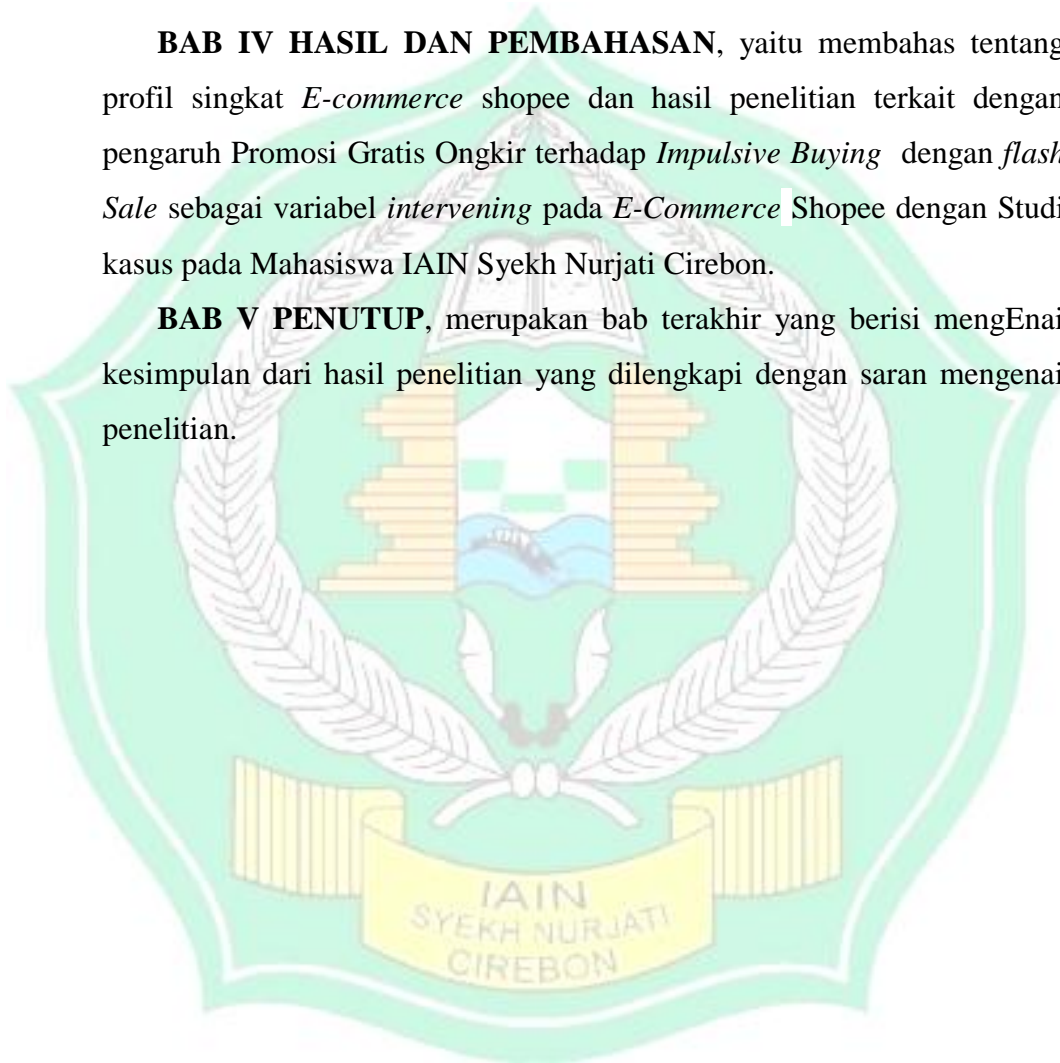 BAB IV HASIL DAN PEMBAHASAN, yaitu membahas tentang
profil singkat E-commerce shopee dan hasil penelitian terkait dengan
pengaruh Promosi Gratis Ongkir terhadap Impulsive Buying dengan flash
Sale sebagai variabel intervening pada E-Commerce Shopee dengan Studi
kasus pada Mahasiswa IAIN Syekh Nurjati Cirebon.
BAB V PENUTUP, merupakan bab terakhir yang berisi mengEnai
kesimpulan dari hasil penelitian yang dilengkapi dengan saran mengenai
penelitian.
IAIN
SYEKH NURJATI
CIREBON